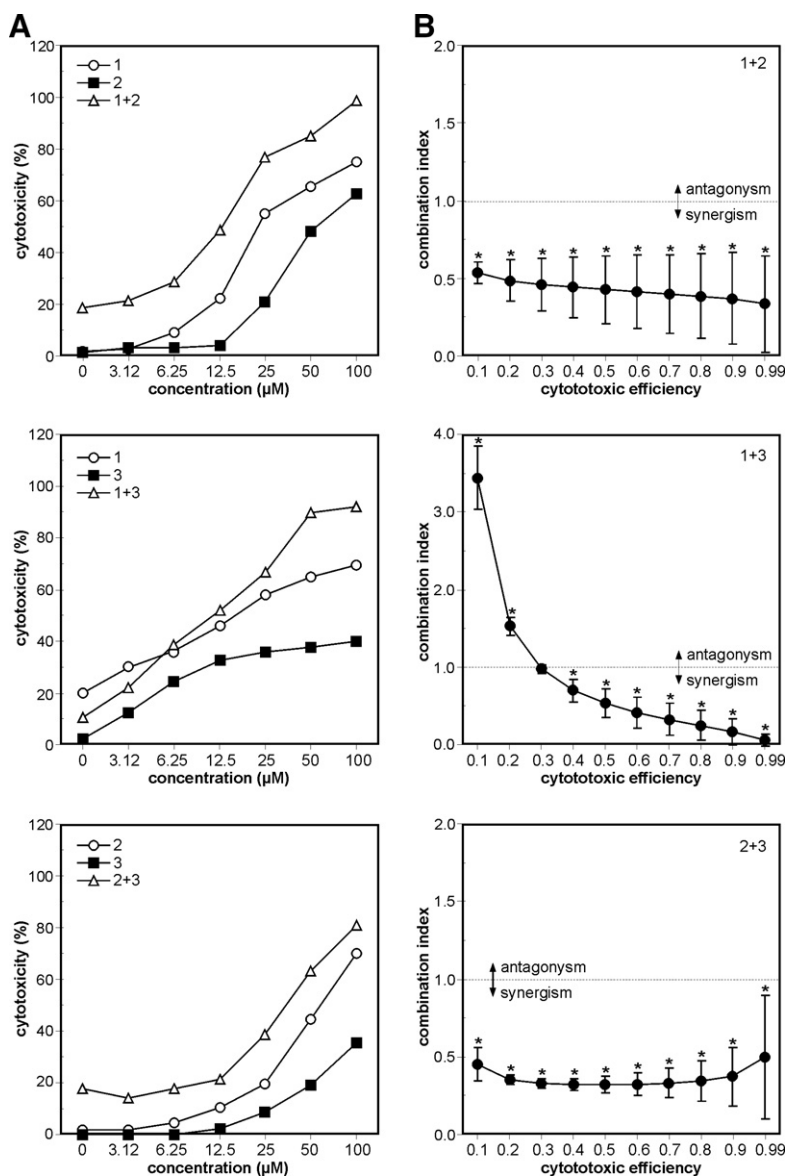 A
120
100
80
60
40
20
0
cytotoxicity (%)
1
2
1+2
0 3.12 6.25 12.5 25 50 100
concentration (µM)
B
2.0
1.5
1.0
0.5
0.0
combination index
1+2
antagonysm
synergism
* * * * * * * * * *
0.1 0.2 0.3 0.4 0.5 0.6 0.7 0.8 0.9 0.99
cytototoxic efficiency
120
100
80
60
40
20
0
cytotoxicity (%)
1
3
1+3
0 3.12 6.25 12.5 25 50 100
concentration (µM)
4.0
3.0
2.0
1.0
0.0
combination index
1+3
antagonysm
synergism
* * * * * * * * *
0.1 0.2 0.3 0.4 0.5 0.6 0.7 0.8 0.9 0.99
cytototoxic efficiency
120
100
80
60
40
20
0
cytotoxicity (%)
2
3
2+3
0 3.12 6.25 12.5 25 50 100
concentration (µM)
2.0
1.5
1.0
0.5
0.0
combination index
2+3
antagonysm
synergism
* * * * * * * * * *
0.1 0.2 0.3 0.4 0.5 0.6 0.7 0.8 0.9 0.99
cytototoxic efficiency